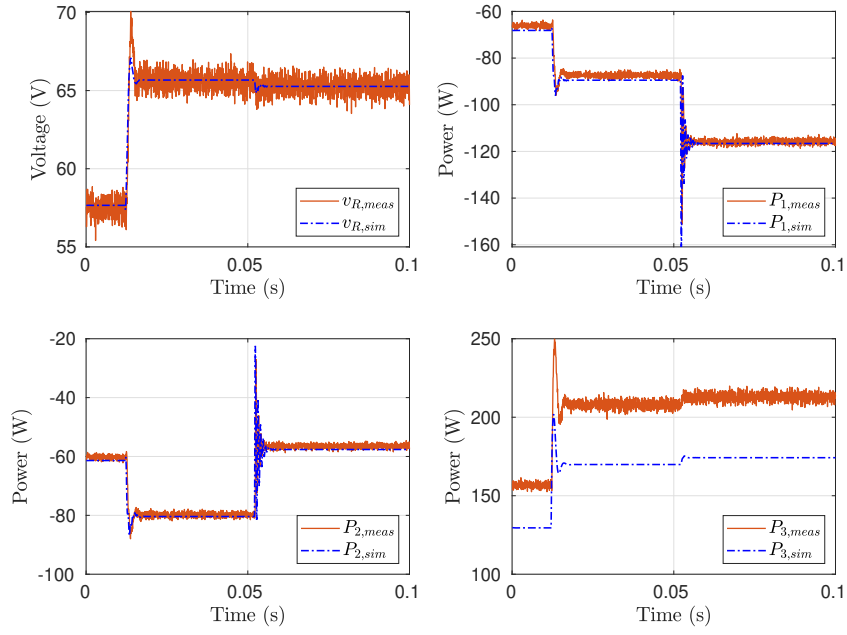 70
65
60
55
Voltage (V)
v_{R,meas}
v_{R,sim}
0
0.05
0.1
Time (s)
-60
-80
-100
-120
-140
-160
Power (W)
P_{1,meas}
P_{1,sim}
0
0.05
0.1
Time (s)
-20
-40
-60
-80
-100
Power (W)
P_{2,meas}
P_{2,sim}
0
0.05
0.1
Time (s)
250
200
150
100
Power (W)
P_{3,meas}
P_{3,sim}
0
0.05
0.1
Time (s)